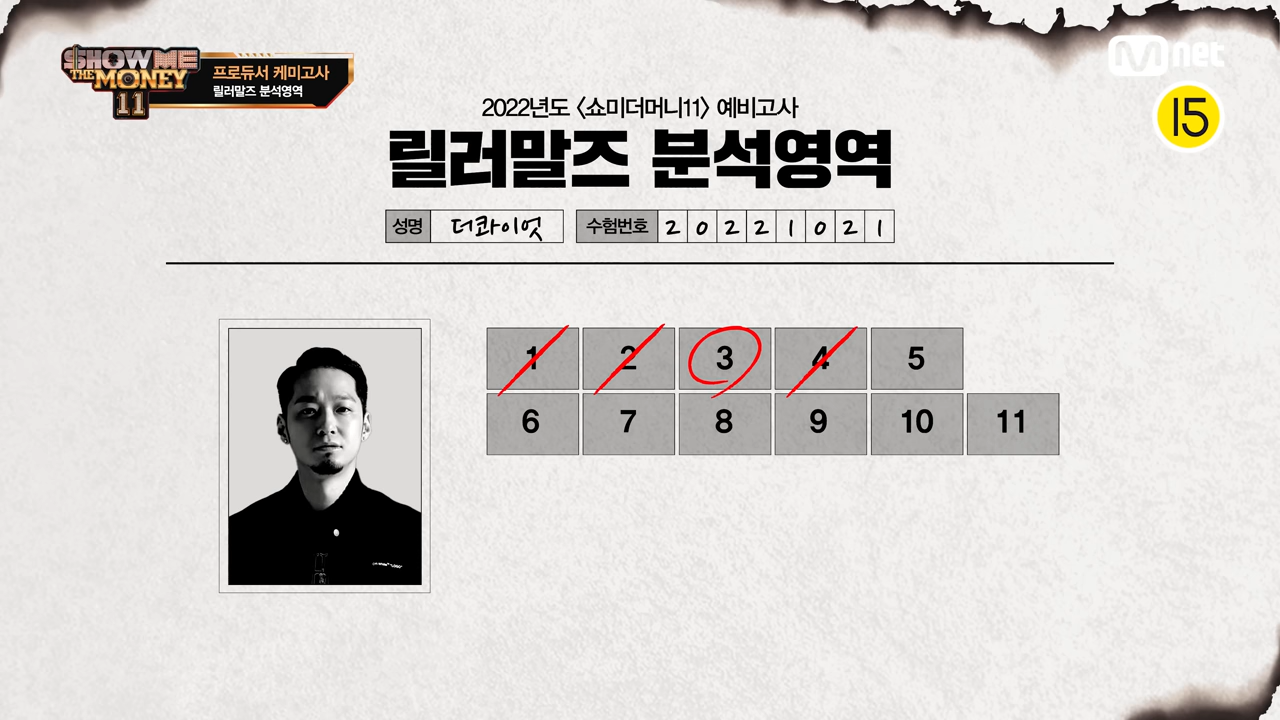 SHOW ME
THE MONEY
11
프로듀서 케미고사
릴러말즈 분석영역
Mnet
15
2022년도 〈쇼미더머니11〉 예비고사
릴러말즈 분석영역
성명 더콰이엇 수험번호 2 0 2 2 1 0 2 1
1 2 3 4 5
6 7 8 9 10 11